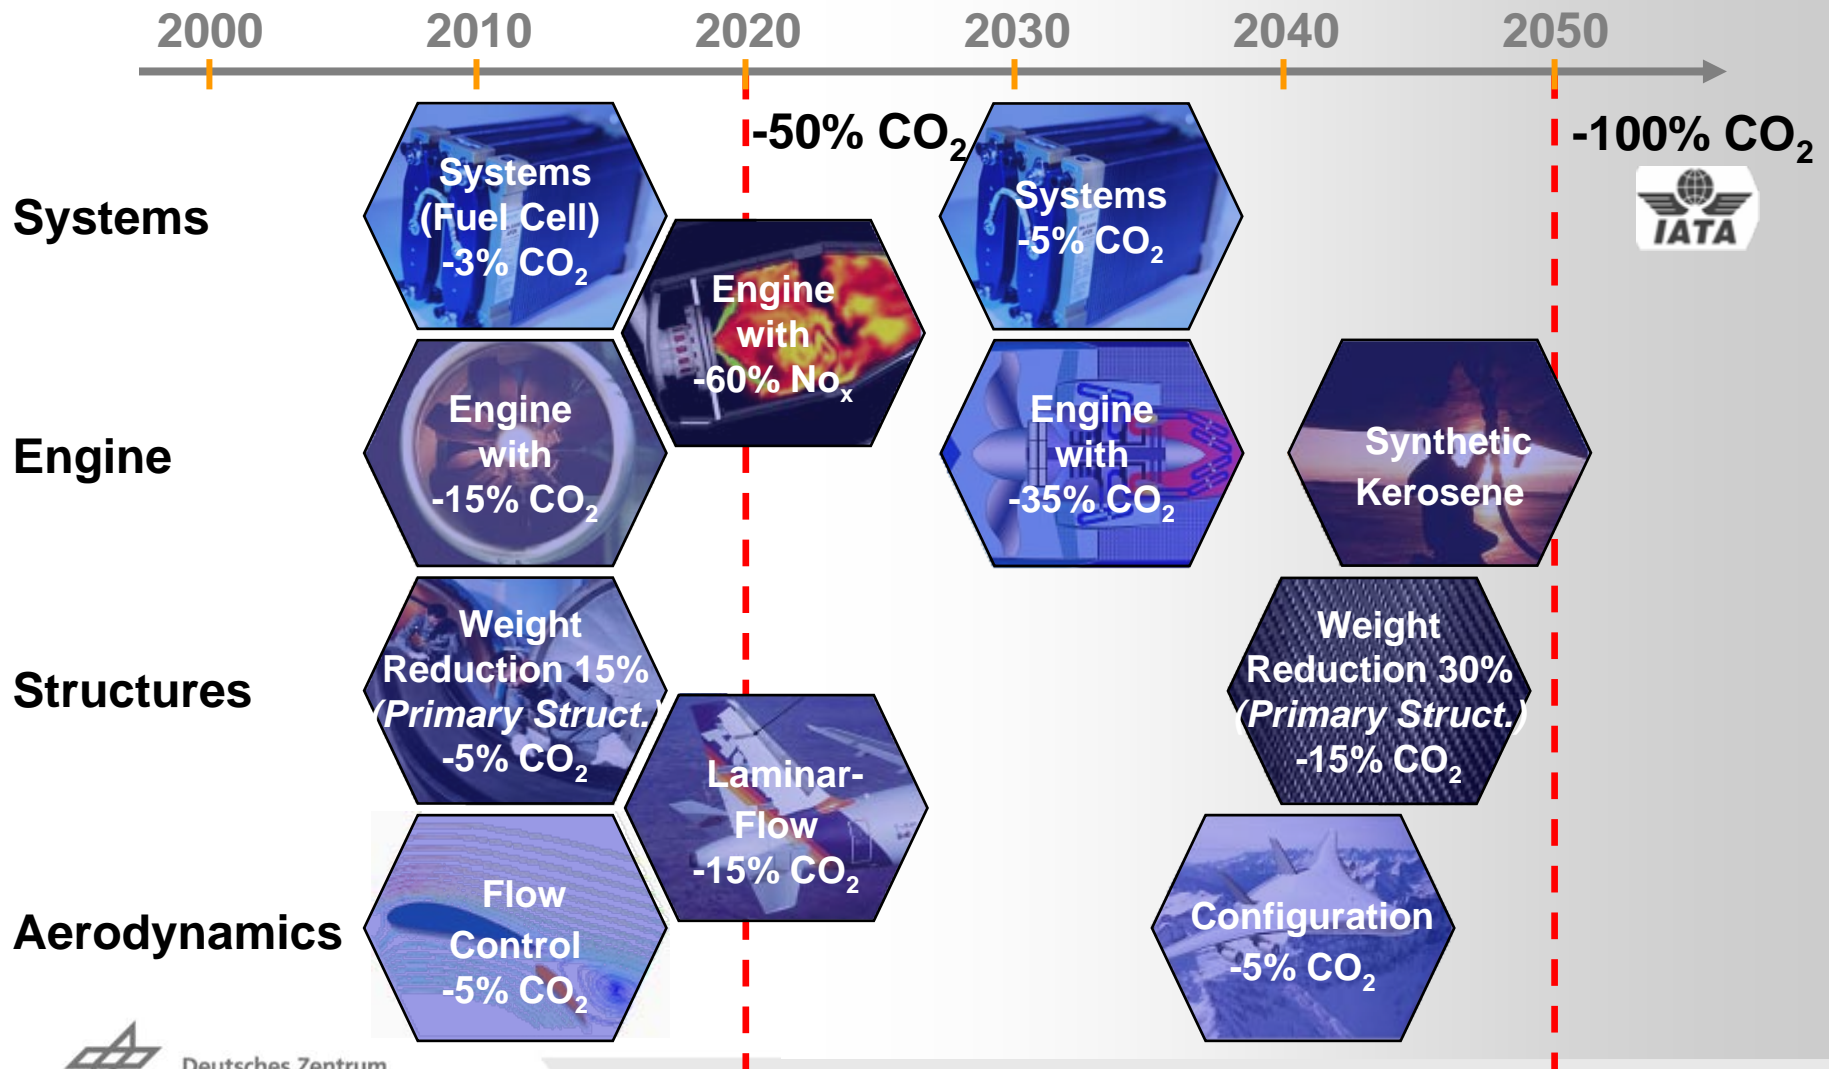 2000 2010 2020 2030 2040 2050
-50% CO2
-100% CO2
IATA
Systems
Systems
(Fuel Cell)
-3% CO2
Systems
-5% CO2
Engine
with
-60% Nox
Engine
Engine
with
-15% CO2
Engine
with
-35% CO2
Synthetic
Kerosene
Structures
Weight
Reduction 15%
(Primary Struct.)
-5% CO2
Laminar-
Flow
-15% CO2
Weight
Reduction 30%
(Primary Struct.)
-15% CO2
Aerodynamics
Flow
Control
-5% CO2
Configuration
-5% CO2
Deutsches Zentrum